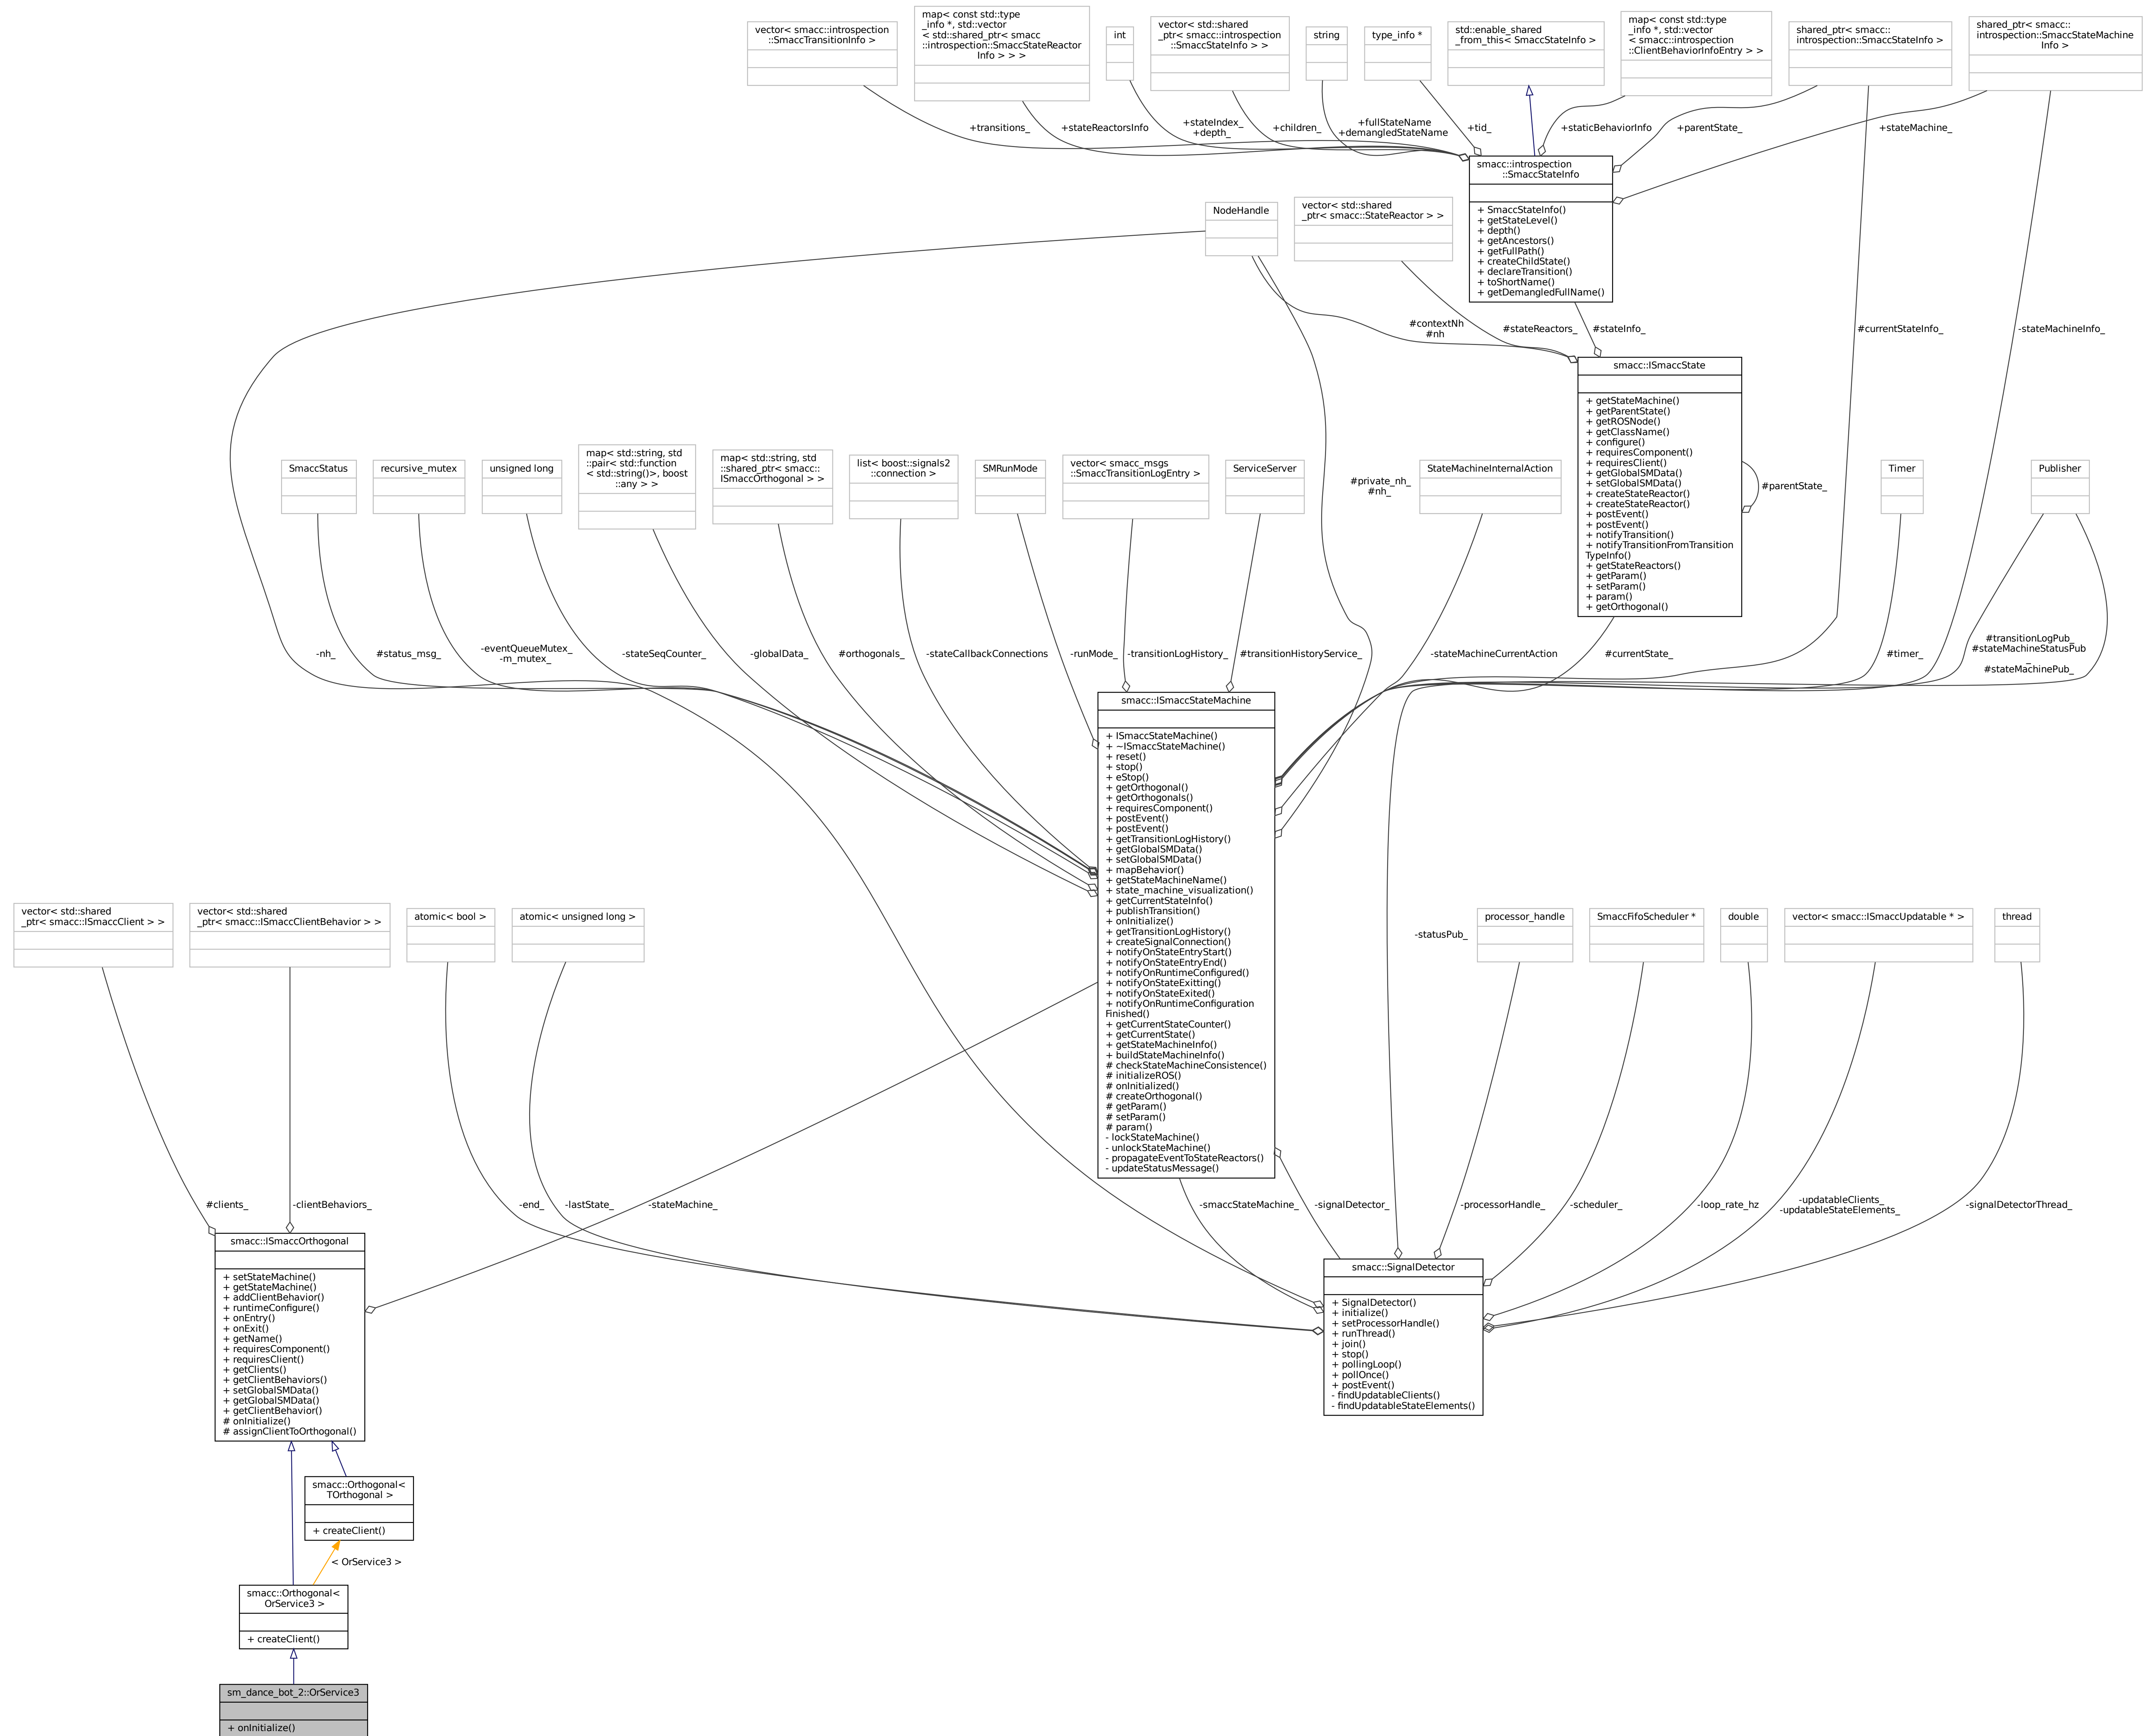 vector< smacc::introspection
::SmaccTransitionInfo >
map< const std::type
_info *, std::vector
< std::shared_ptr< smacc
::introspection::SmaccStateReactor
Info > > >
int
vector< std::shared
_ptr< smacc::introspection
::SmaccStateInfo > >
string
type_info *
std::enable_shared
_from_this< SmaccStateInfo >
map< const std::type
_info *, std::vector
< smacc::introspection
::ClientBehaviorInfoEntry > >
shared_ptr< smacc::
introspection::SmaccStateInfo >
shared_ptr< smacc::
introspection::SmaccStateMachine
Info >
+transitions_
+stateReactorsInfo
+stateIndex_
+depth_
+children_
+fullStateName
+demangledStateName
+tid_
+staticBehaviorInfo
+parentState_
+stateMachine_
smacc::introspection
::SmaccStateInfo
+ SmaccStateInfo()
+ getStateLevel()
+ depth()
+ getAncestors()
+ getFullPath()
+ createChildState()
+ declareTransition()
+ toShortName()
+ getDemangledFullName()
NodeHandle
vector< std::shared
_ptr< smacc::StateReactor > >
#contextNh
#nh
#stateReactors_
#stateInfo_
#currentStateInfo_
-stateMachineInfo_
smacc::ISmaccState
+ getStateMachine()
+ getParentState()
+ getROSNode()
+ getClassName()
+ configure()
+ requiresComponent()
+ requiresClient()
+ getGlobalSMData()
+ setGlobalSMData()
+ createStateReactor()
+ createStateReactor()
+ postEvent()
+ postEvent()
+ notifyTransition()
+ notifyTransitionFromTransition
TypeInfo()
+ getStateReactors()
+ getParam()
+ setParam()
+ param()
+ getOrthogonal()
#parentState_
SmaccStatus
recursive_mutex
unsigned long
map< std::string, std
::pair< std::function
< std::string()>, boost
::any > >
map< std::string, std
::shared_ptr< smacc::
ISmaccOrthogonal > >
list< boost::signals2
::connection >
SMRunMode
vector< smacc_msgs
::SmaccTransitionLogEntry >
ServiceServer
#private_nh_
#nh_
StateMachineInternalAction
Timer
Publisher
-nh_
#status_msg_
-eventQueueMutex_
-m_mutex_
-stateSeqCounter_
-globalData_
#orthogonals_
-stateCallbackConnections
-runMode_
-transitionLogHistory_
#transitionHistoryService_
-stateMachineCurrentAction
#currentState_
#timer_
#transitionLogPub_
#stateMachineStatusPub
_
#stateMachinePub_
smacc::ISmaccStateMachine
+ ISmaccStateMachine()
+ ~ISmaccStateMachine()
+ reset()
+ stop()
+ eStop()
+ getOrthogonal()
+ getOrthogonals()
+ requiresComponent()
+ postEvent()
+ postEvent()
+ getTransitionLogHistory()
+ getGlobalSMData()
+ setGlobalSMData()
+ mapBehavior()
+ getStateMachineName()
+ state_machine_visualization()
+ getCurrentStateInfo()
+ publishTransition()
+ onInitialize()
+ getTransitionLogHistory()
+ createSignalConnection()
+ notifyOnStateEntryStart()
+ notifyOnStateEntryEnd()
+ notifyOnRuntimeConfigured()
+ notifyOnStateExitting()
+ notifyOnStateExited()
+ notifyOnRuntimeConfiguration
Finished()
+ getCurrentStateCounter()
+ getCurrentState()
+ getStateMachineInfo()
+ buildStateMachineInfo()
# checkStateMachineConsistence()
# initializeROS()
# onInitialized()
# createOrthogonal()
# getParam()
# setParam()
# param()
- lockStateMachine()
- unlockStateMachine()
- propagateEventToStateReactors()
- updateStatusMessage()
vector< std::shared
_ptr< smacc::ISmaccClient > >
vector< std::shared
_ptr< smacc::ISmaccClientBehavior > >
atomic< bool >
atomic< unsigned long >
-statusPub_
processor_handle
SmaccFifoScheduler *
double
vector< smacc::ISmaccUpdatable * >
thread
#clients_
-clientBehaviors_
-end_
-lastState_
-stateMachine_
-smaccStateMachine_
-signalDetector_
-processorHandle_
-scheduler_
-loop_rate_hz
-updatableClients_
-updatableStateElements_
-signalDetectorThread_
smacc::ISmaccOrthogonal
+ setStateMachine()
+ getStateMachine()
+ addClientBehavior()
+ runtimeConfigure()
+ onEntry()
+ onExit()
+ getName()
+ requiresComponent()
+ requiresClient()
+ getClients()
+ getClientBehaviors()
+ setGlobalSMData()
+ getGlobalSMData()
+ getClientBehavior()
# onInitialize()
# assignClientToOrthogonal()
smacc::SignalDetector
+ SignalDetector()
+ initialize()
+ setProcessorHandle()
+ runThread()
+ join()
+ stop()
+ pollingLoop()
+ pollOnce()
+ postEvent()
- findUpdatableClients()
- findUpdatableStateElements()
smacc::Orthogonal<
TOrthogonal >
+ createClient()
< OrService3 >
smacc::Orthogonal<
OrService3 >
+ createClient()
sm_dance_bot_2::OrService3
+ onInitialize()